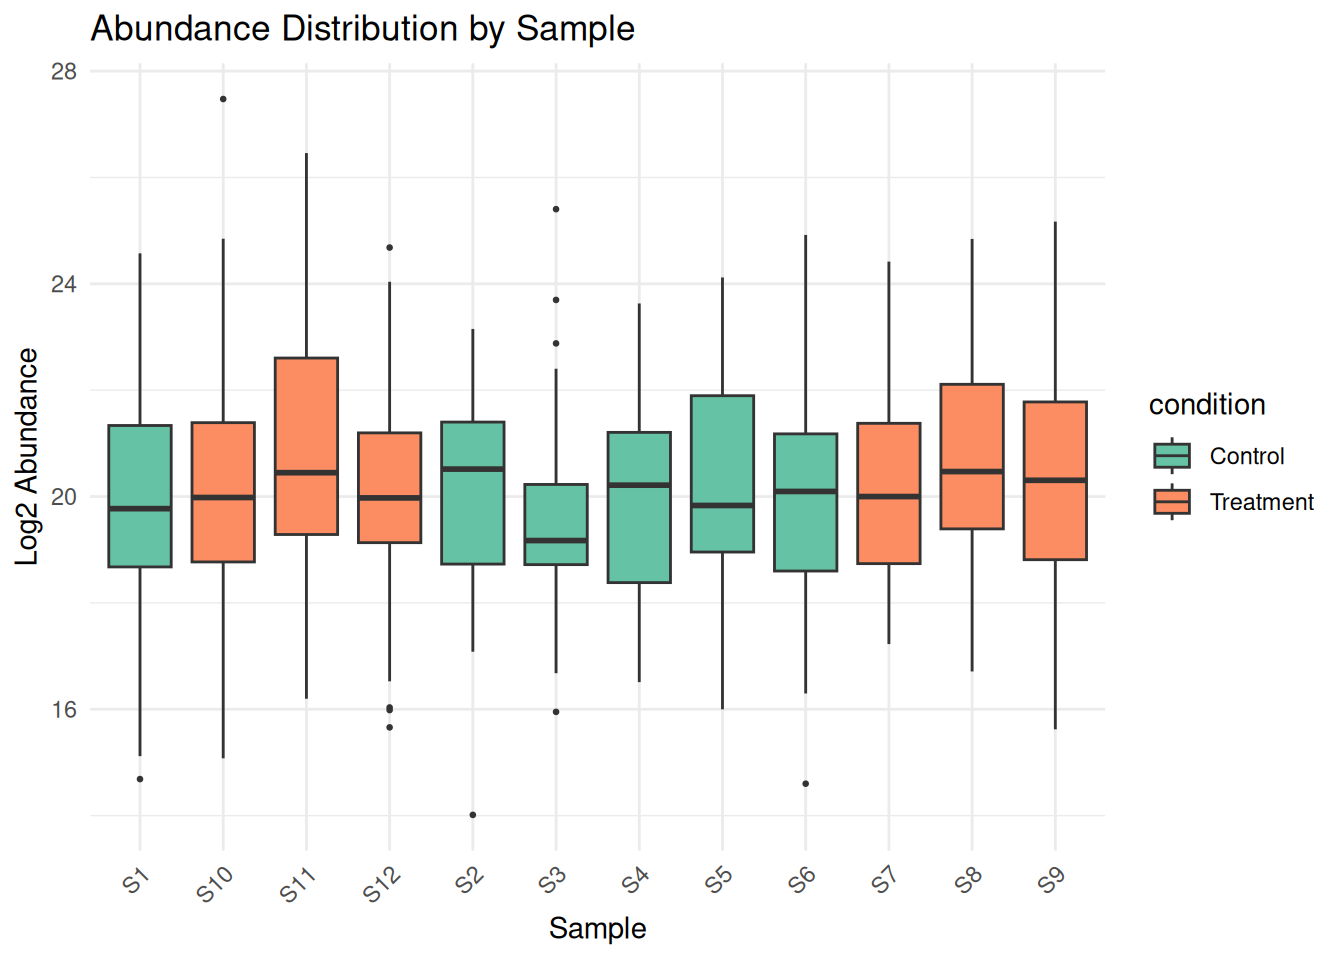 Abundance Distribution by Sample
28
24
20
16
Log2 Abundance
S1
S10
S11
S12
S2
S3
S4
S5
S6
S7
S8
S9
Sample
condition
Control
Treatment